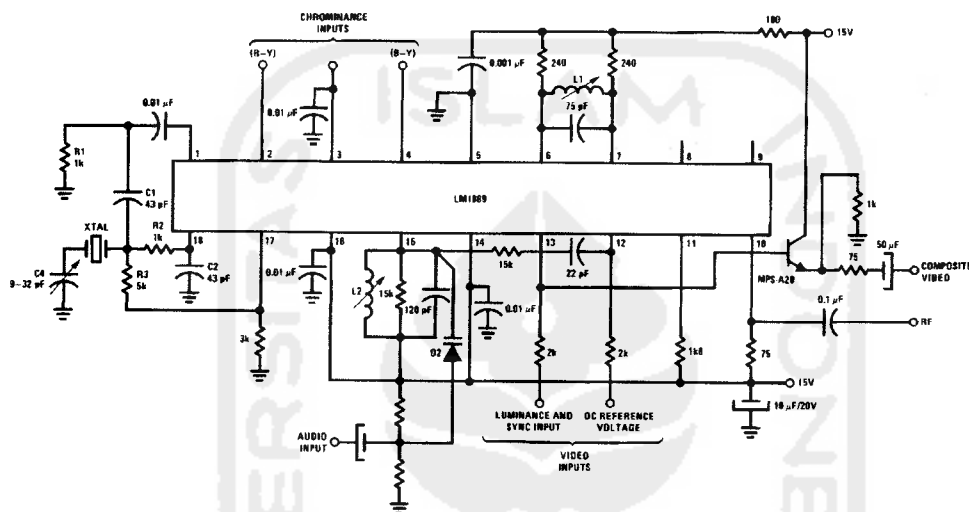 CHROMINANCE
INPUTS
(R–Y)
(B–Y)
180
15V
0.001 µF
240
240
L1
75 pF
0.01 µF
0.01 µF
R1
1k
1
2
3
4
5
6
7
8
9
C1
43 pF
LM1889
1k
XTAL
R2
1k
18
17
16
15
14
13
12
11
10
C4
9–32 pF
R3
5k
C2
43 pF
0.01 µF
L2
15k
120 pF
15k
22 pF
0.01 µF
D2
MPS-A20
75
50 µF
COMPOSITE
VIDEO
0.1 µF
RF
3k
2k
2k
1k8
75
15V
10 µF/20V
LUMINANCE AND
SYNC INPUT
DC REFERENCE
VOLTAGE
VIDEO
INPUTS
AUDIO
INPUT
ISLAM